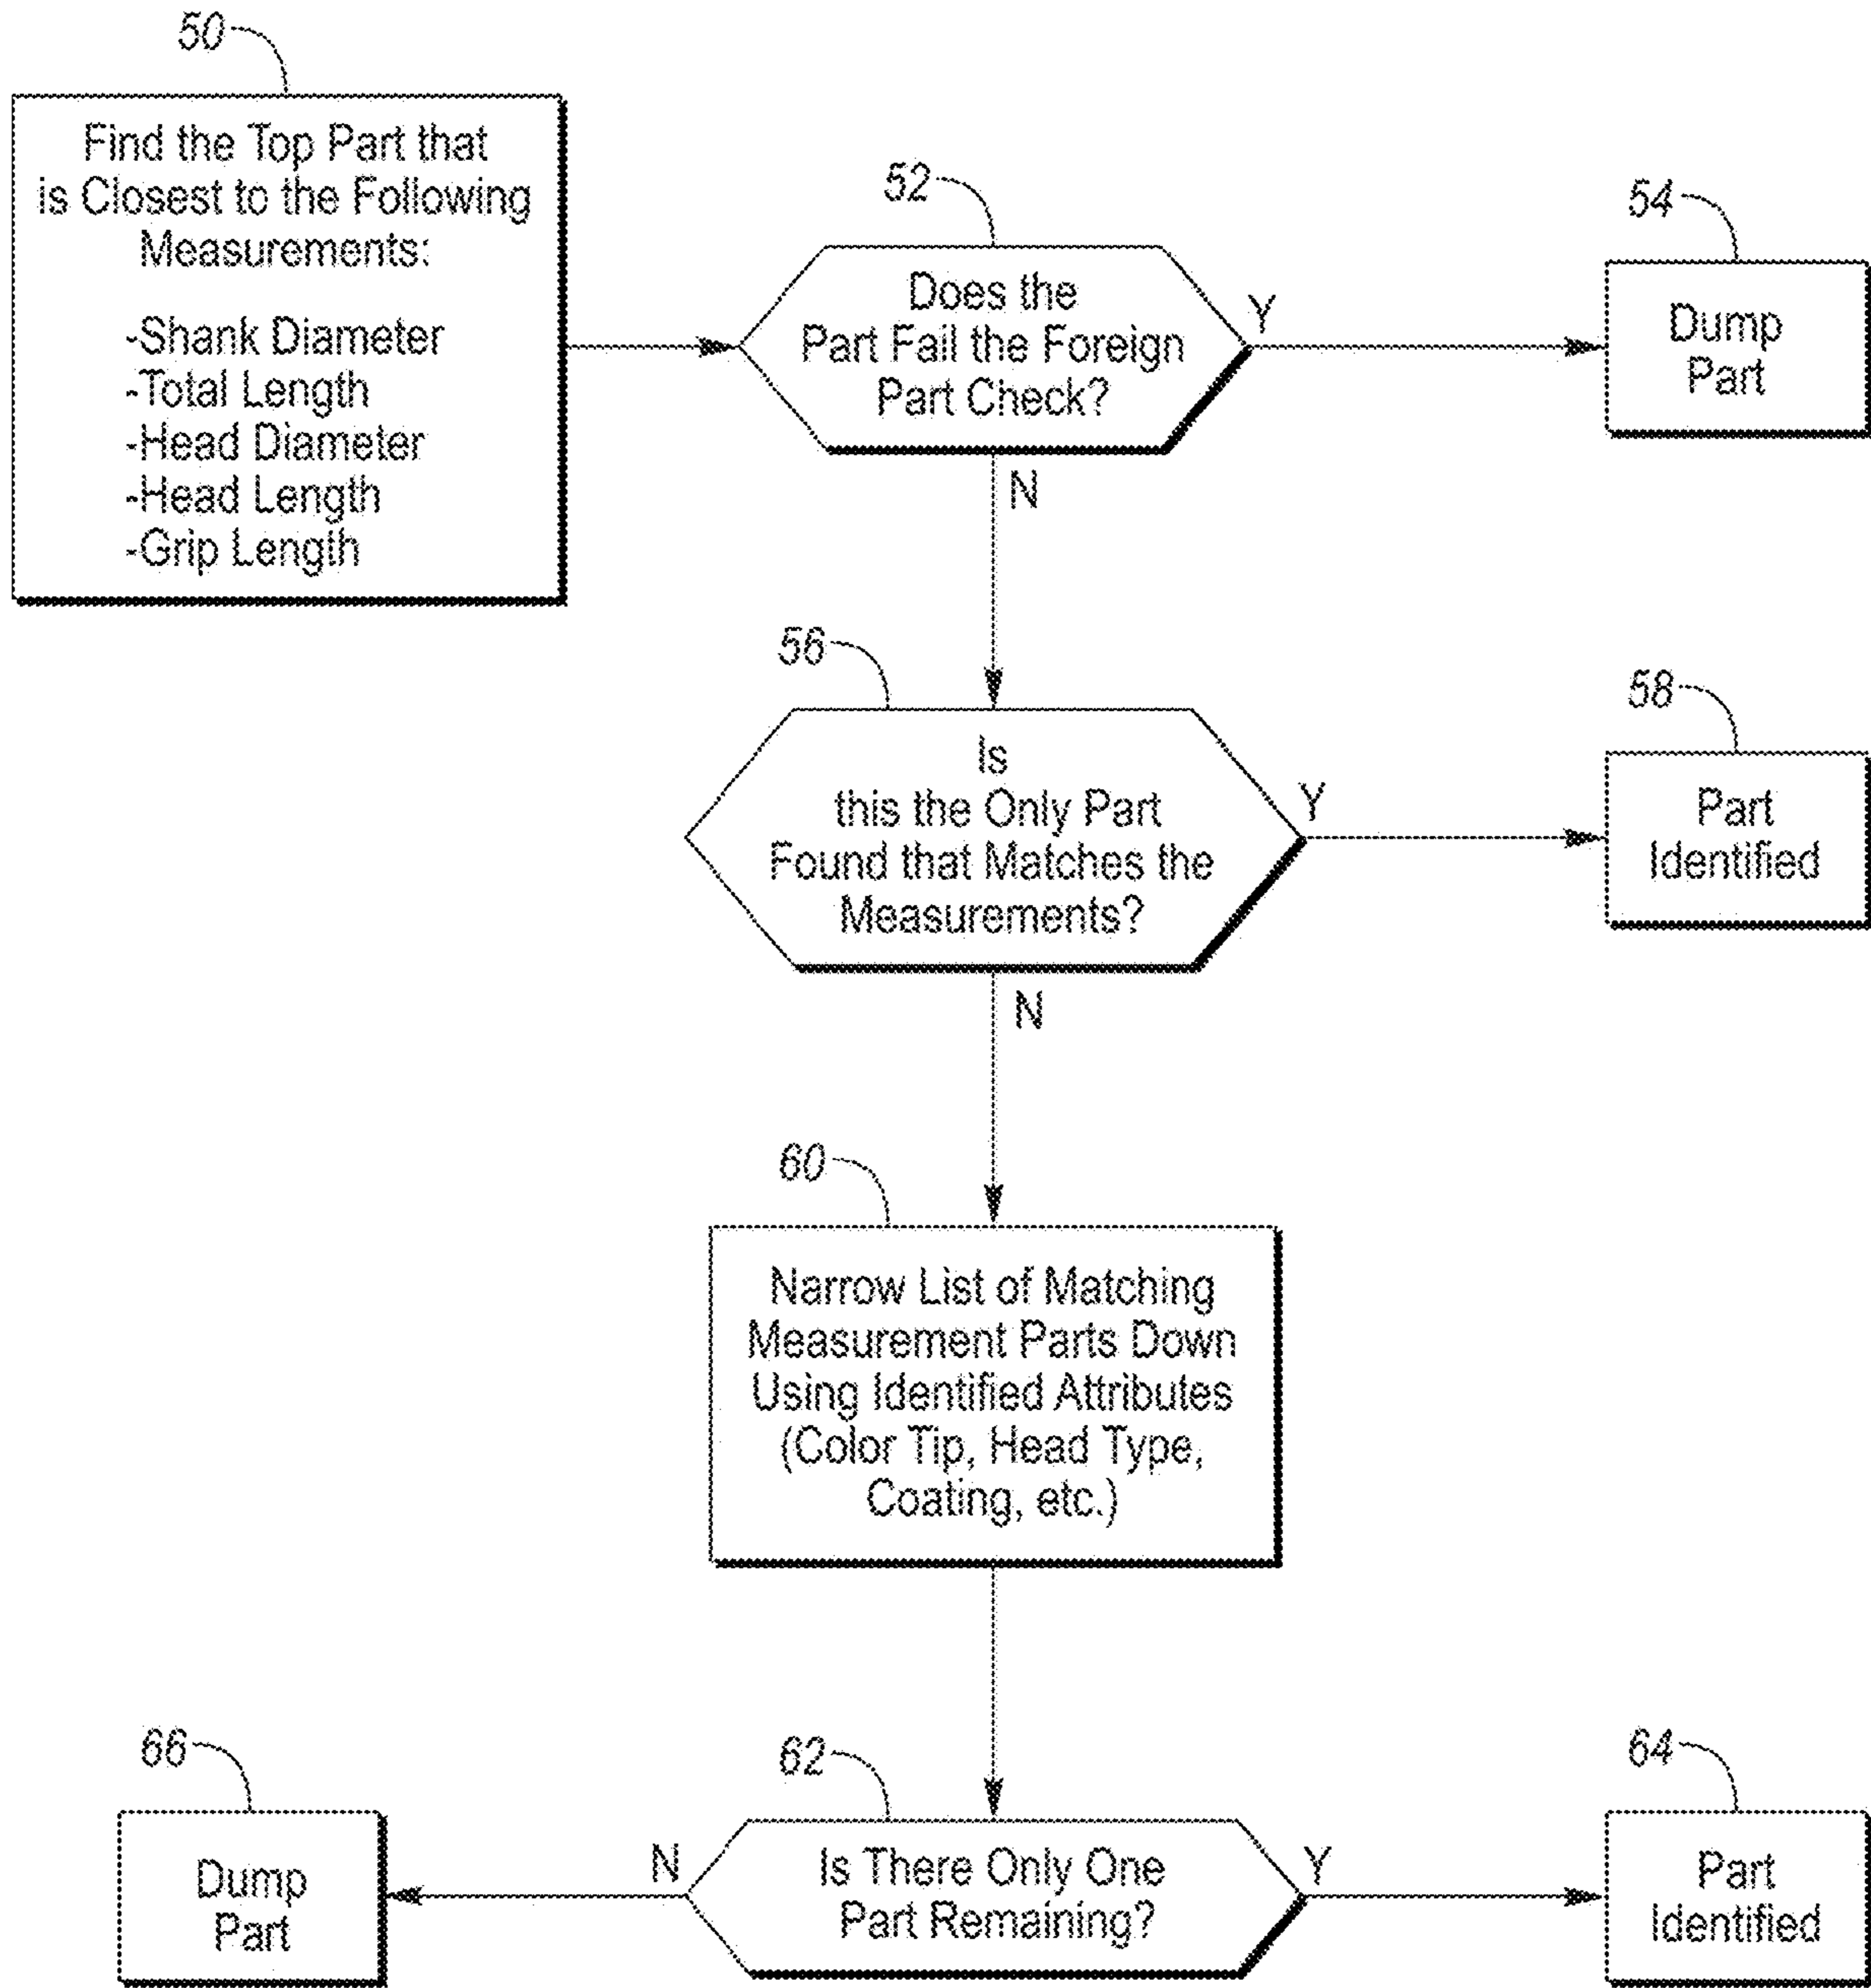 50
Find the Top Part that
is Closest to the Following
Measurements:
-Shank Diameter
-Total Length
-Head Diameter
-Head Length
-Grip Length
52
Does the
Part Fail the Foreign
Part Check?
Y
N
54
Dump
Part
56
Is
this the Only Part
Found that Matches the
Measurements?
Y
N
58
Part
Identified
60
Narrow List of Matching
Measurement Parts Down
Using Identified Attributes
(Color Tip, Head Type,
Coating, etc.)
62
Is There Only One
Part Remaining?
N
Y
66
Dump
Part
64
Part
Identified